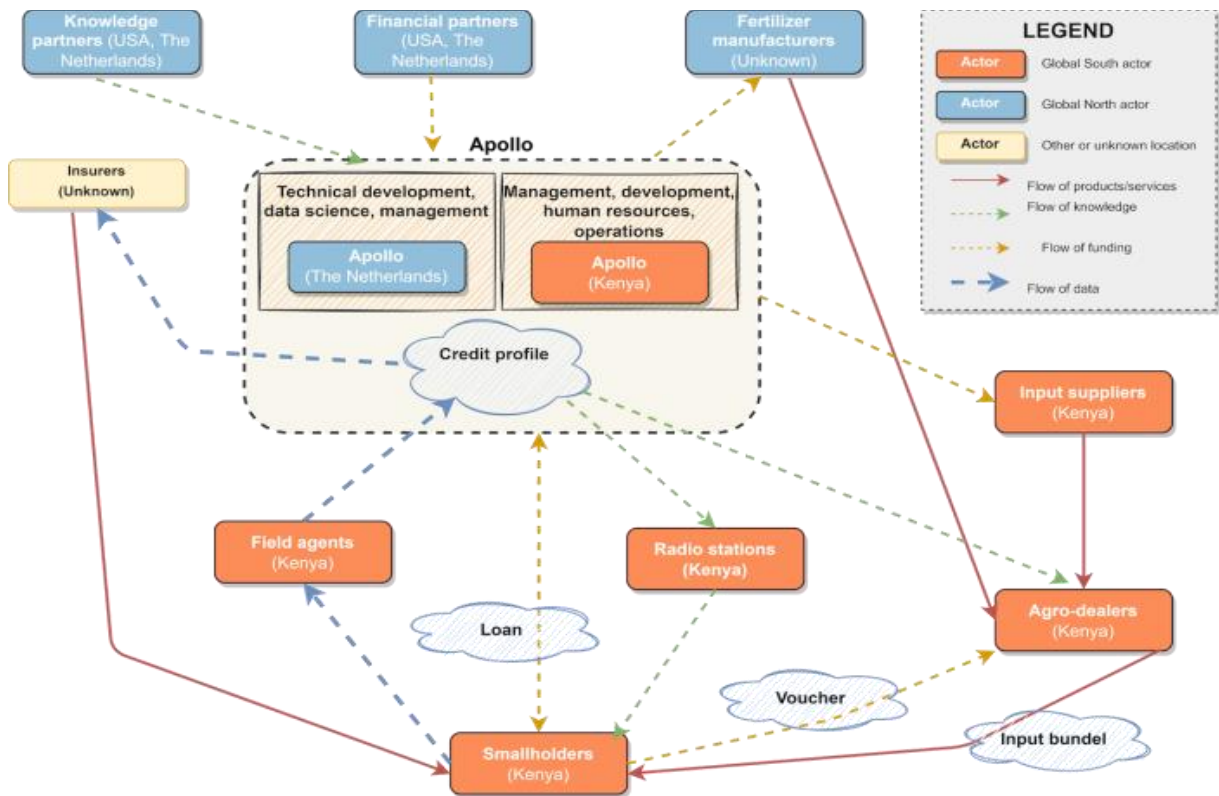 Knowledge
partners (USA, The
Netherlands)
Financial partners
(USA, The
Netherlands)
Fertilizer
manufacturers
(Unknown)
LEGEND
Actor
Global South actor
Actor
Global North actor
Actor
Other or unknown location
Flow of products/services
Flow of knowledge
Flow of funding
Flow of data
Apollo
Insurers
(Unknown)
Technical development,
data science, management
Apollo
(The Netherlands)
Management, development,
human resources,
operations
Apollo
(Kenya)
Credit profile
Input suppliers
(Kenya)
Field agents
(Kenya)
Radio stations
(Kenya)
Agro-dealers
(Kenya)
Loan
Voucher
Input bundel
Smallholders
(Kenya)